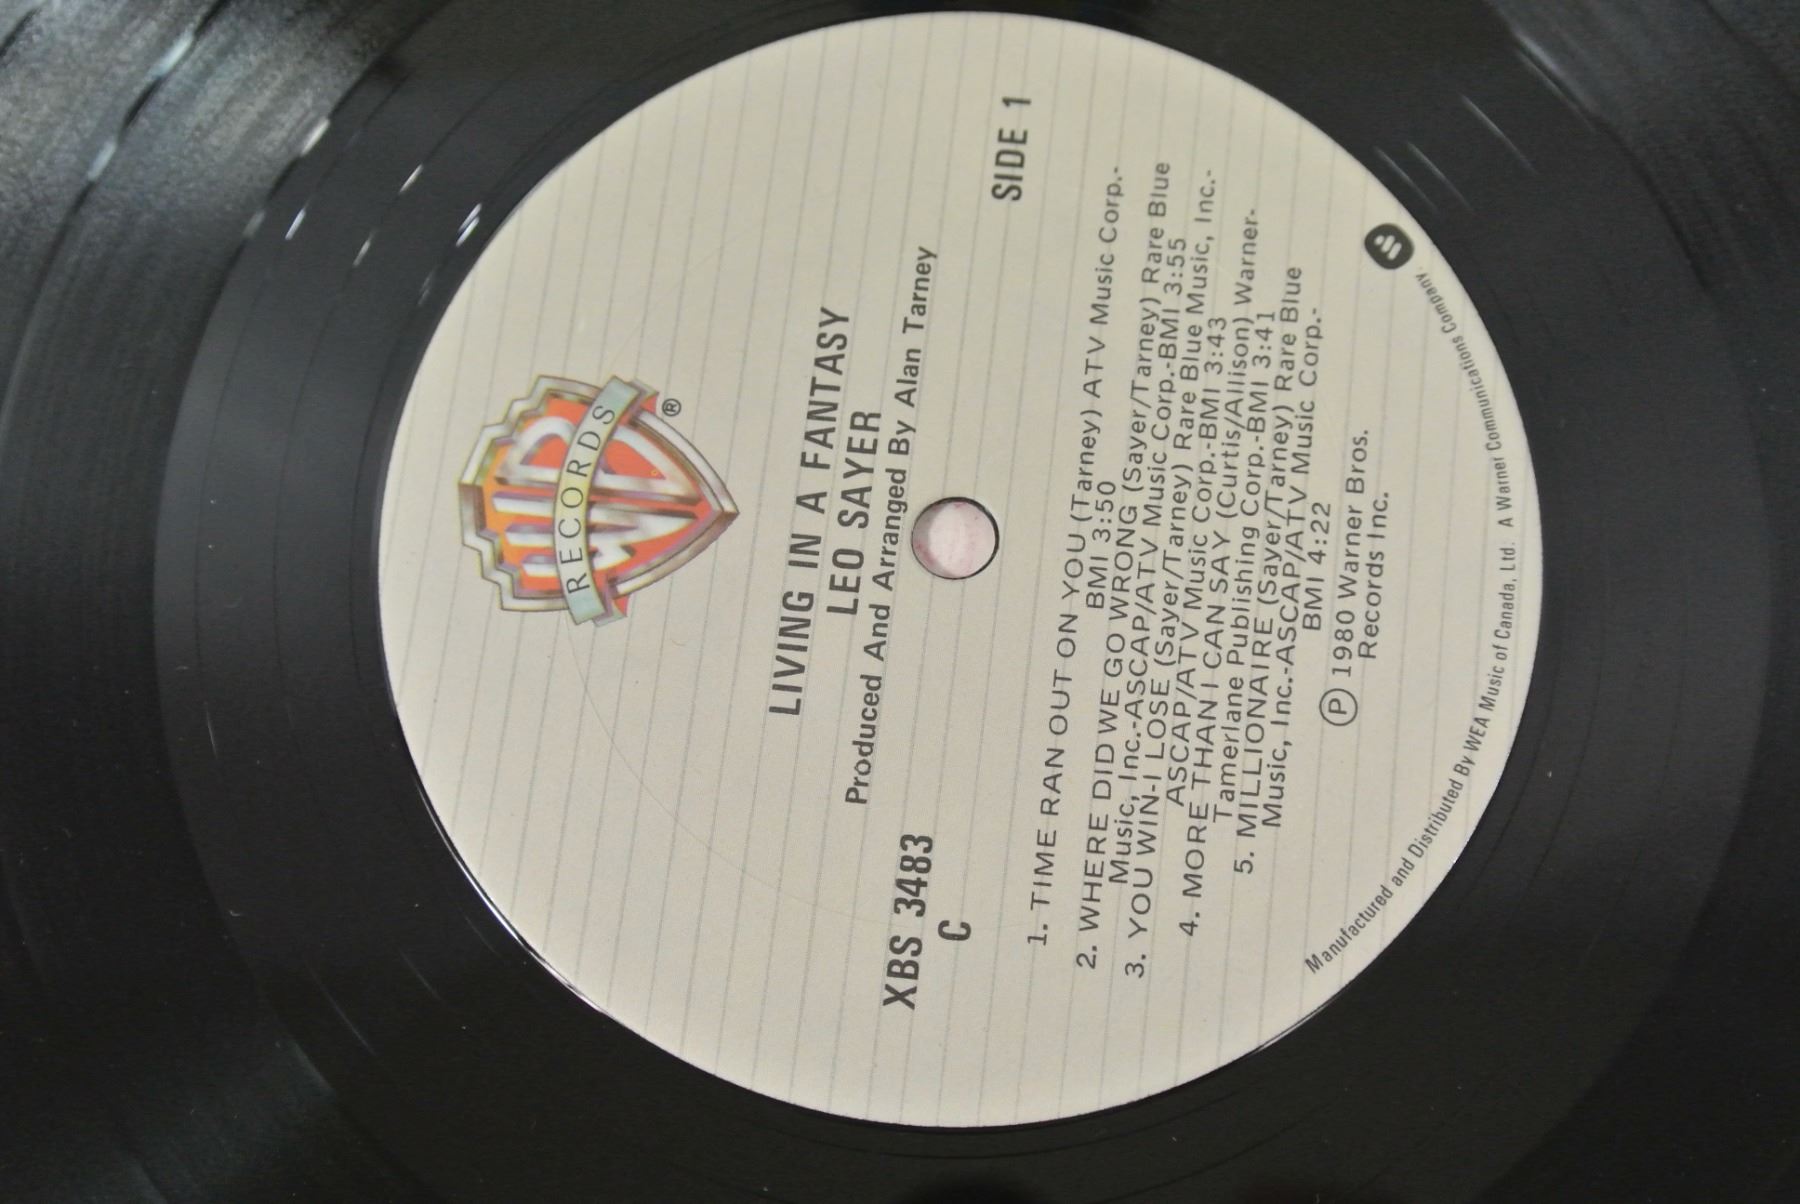 RECORDS
®
LIVING IN A FANTASY
LEO SAYER
Produced And Arranged By Alan Tarney
XBS 3483
C
SIDE 1
1. TIME RAN OUT ON YOU (Tarney) ATV Music Corp.-
BMI 3:50
2. WHERE DID WE GO WRONG (Sayer/Tarney) Rare Blue
Music, Inc.-ASCAP/ATV Music Corp.-BMI 3:55
3. YOU WIN-I LOSE (Sayer/Tarney) Rare Blue Music, Inc.-
ASCAP/ATV Music Corp.-BMI 3:43
4. MORE THAN I CAN SAY (Curtis/Allison) Warner-
Tamerlane Publishing Corp.-BMI 3:41
5. MILLIONAIRE (Sayer/Tarney) Rare Blue
Music, Inc.-ASCAP/ATV Music Corp.-
BMI 4:22
Ⓟ 1980 Warner Bros.
Records Inc.
Manufactured and Distributed By WEA Music of Canada, Ltd. A Warner Communications Company.